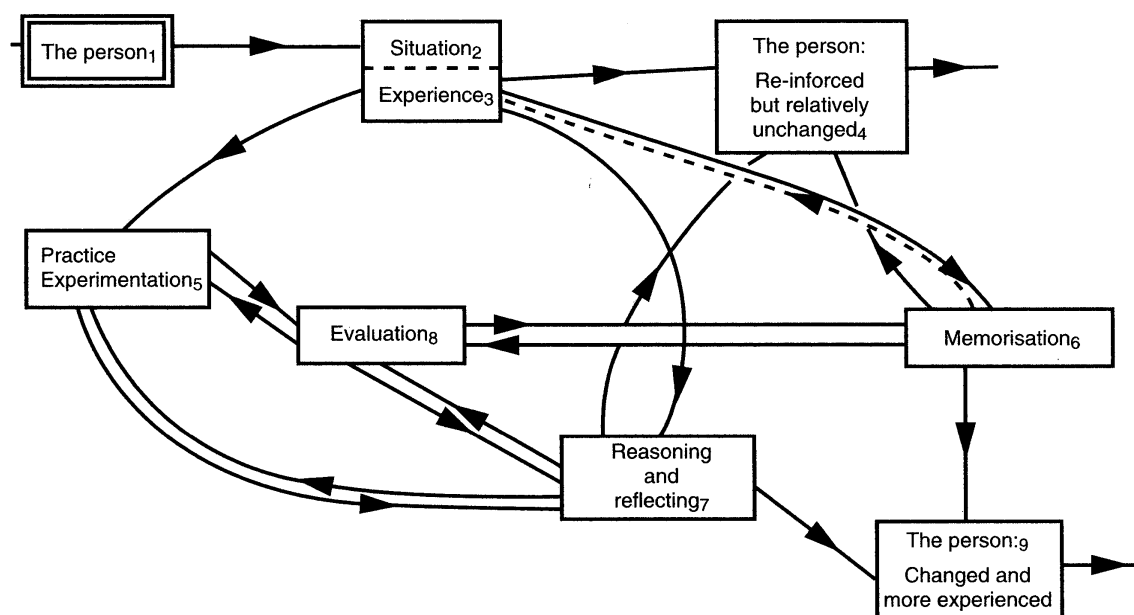 The person1
Situation2
Experience3
The person:
Re-inforced
but relatively
unchanged4
Practice
Experimentation5
Evaluation8
Memorisation6
Reasoning
and
reflecting7
The person:9
Changed and
more experienced